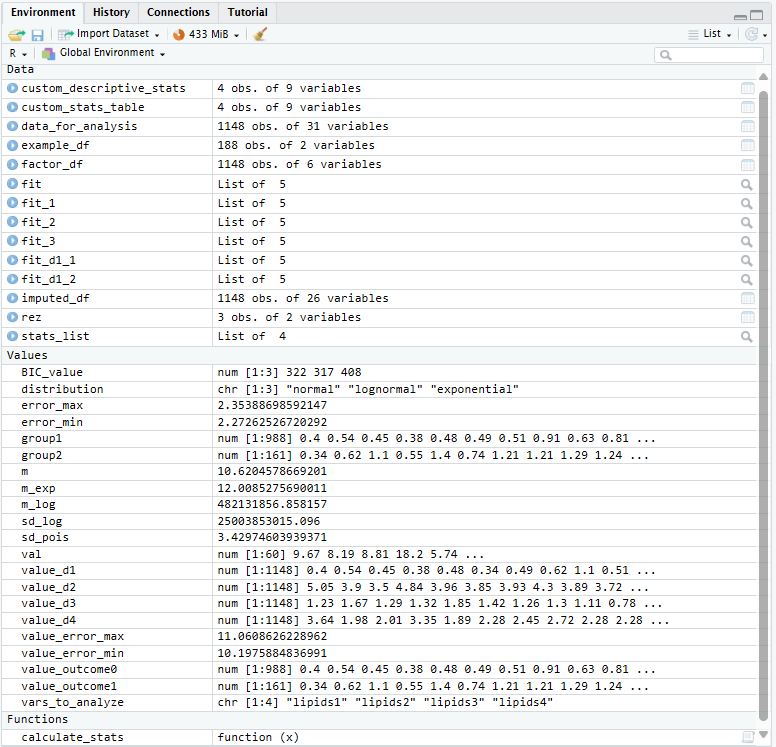 Environment History Connections Tutorial
Import Dataset 433 MiB List
R Global Environment
Data
custom_descriptive_stats 4 obs. of 9 variables
custom_stats_table 4 obs. of 9 variables
data_for_analysis 1148 obs. of 31 variables
example_df 188 obs. of 2 variables
factor_df 1148 obs. of 6 variables
fit List of 5
fit_1 List of 5
fit_2 List of 5
fit_3 List of 5
fit_d1_1 List of 5
fit_d1_2 List of 5
imputed_df 1148 obs. of 26 variables
rez 3 obs. of 2 variables
stats_list List of 4
Values
BIC_value num [1:3] 322 317 408
distribution chr [1:3] "normal" "lognormal" "exponential"
error_max 2.35388698592147
error_min 2.27262526720292
group1 num [1:988] 0.4 0.54 0.45 0.38 0.48 0.49 0.51 0.91 0.63 0.81 ...
group2 num [1:161] 0.34 0.62 1.1 0.55 1.4 0.74 1.21 1.21 1.29 1.24 ...
m 10.6204578669201
m_exp 12.0085275690011
m_log 482131856.858157
sd_log 25003853015.096
sd_pois 3.42974603939371
val num [1:60] 9.67 8.19 8.81 18.2 5.74 ...
value_d1 num [1:1148] 0.4 0.54 0.45 0.38 0.48 0.34 0.49 0.62 1.1 0.51 ...
value_d2 num [1:1148] 5.05 3.9 3.5 4.84 3.96 3.85 3.93 4.3 3.89 3.72 ...
value_d3 num [1:1148] 1.23 1.67 1.29 1.32 1.85 1.42 1.26 1.3 1.11 0.78 ...
value_d4 num [1:1148] 3.64 1.98 2.01 3.35 1.89 2.28 2.45 2.72 2.28 2.28 ...
value_error_max 11.0608626228962
value_error_min 10.1975884836991
value_outcome0 num [1:988] 0.4 0.54 0.45 0.38 0.48 0.49 0.51 0.91 0.63 0.81 ...
value_outcome1 num [1:161] 0.34 0.62 1.1 0.55 1.4 0.74 1.21 1.21 1.29 1.24 ...
vars_to_analyze chr [1:4] "lipids1" "lipids2" "lipids3" "lipids4"
Functions
calculate_stats function (x)